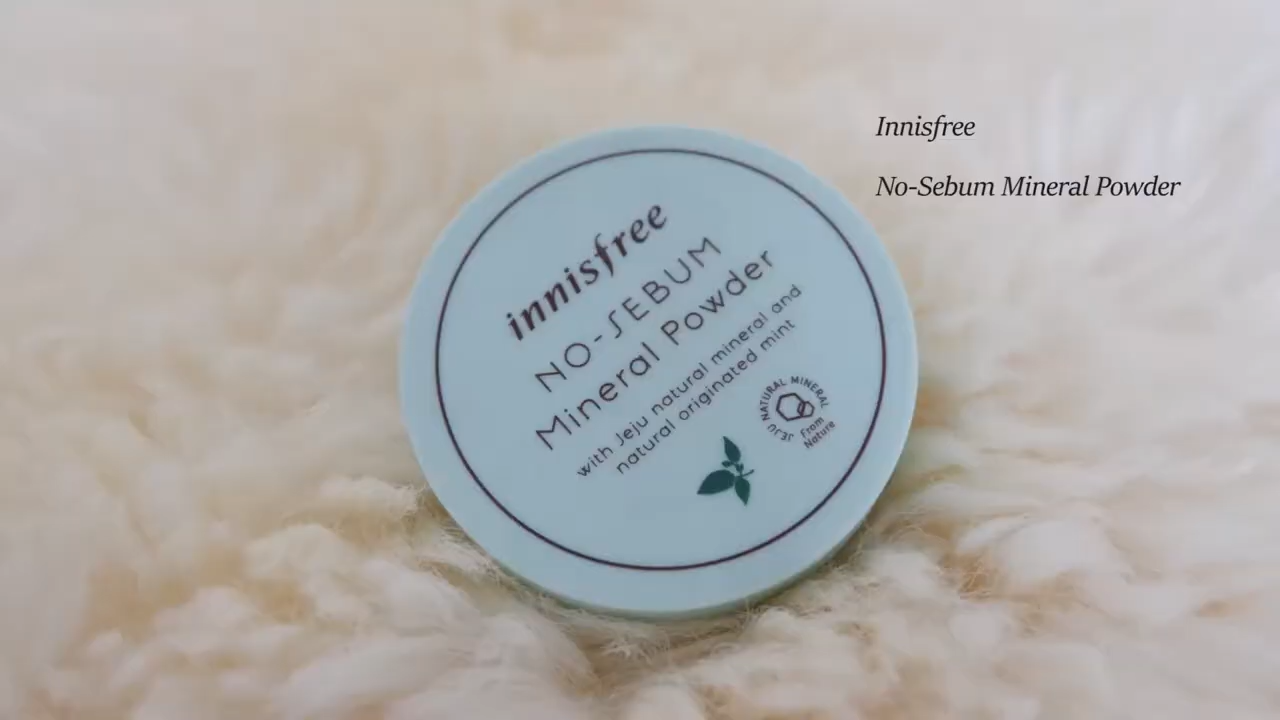 Innisfree
No-Sebum Mineral Powder
innisfree
NO-SEBUM
Mineral Powder
with Jeju natural mineral and
natural originated mint
JEJU NATURAL MINERAL
From
Nature